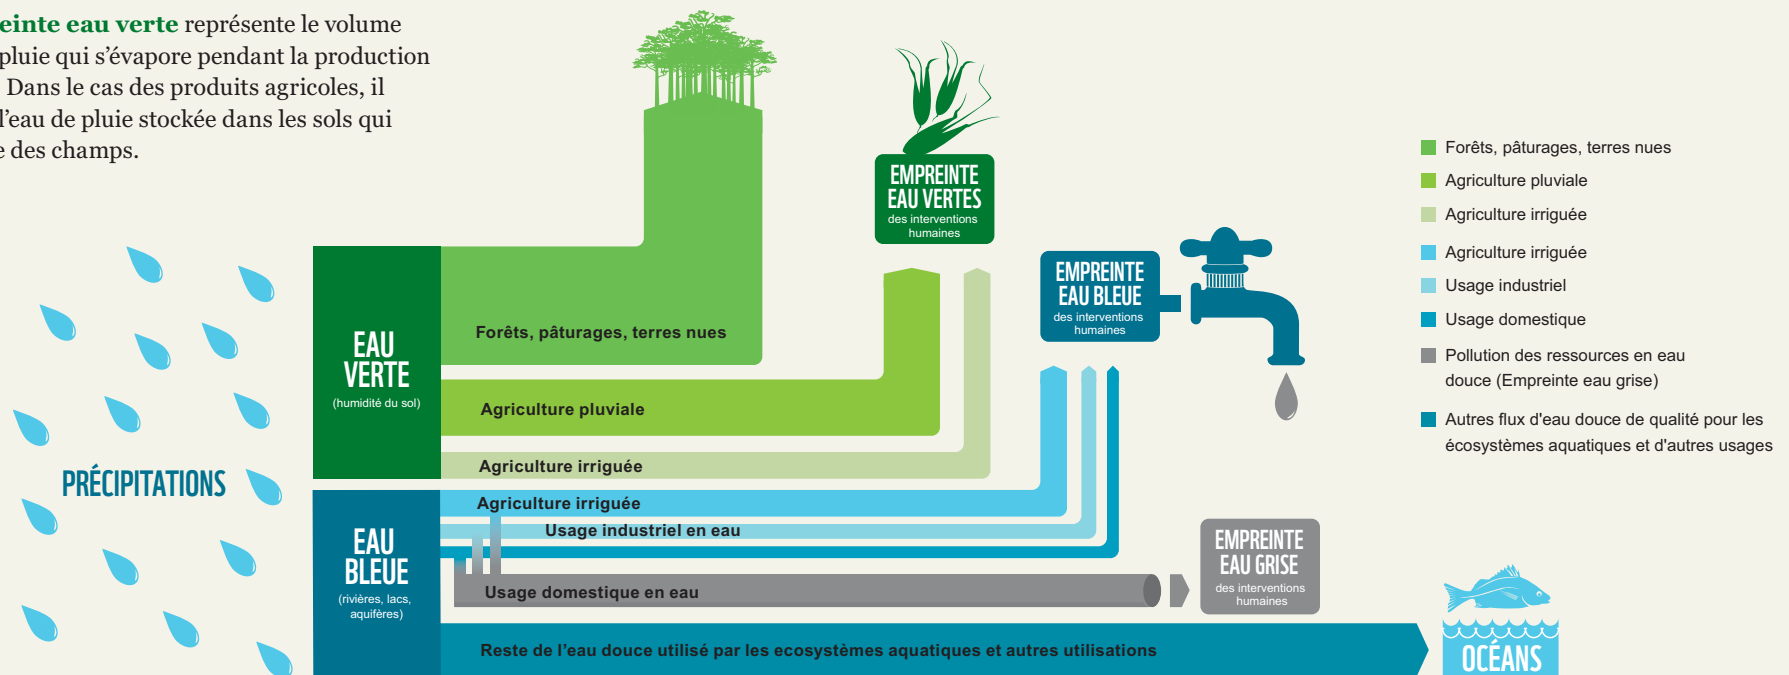 einte eau verte représente le volume
pluie qui s’évapore pendant la production
Dans le cas des produits agricoles, il
l’eau de pluie stockée dans les sols qui
e des champs.
EMPREINTE
EAU VERTES
des interventions
humaines
EMPREINTE
EAU BLEUE
des interventions
humaines
Forêts, pâturages, terres nues
Agriculture pluviale
Agriculture irriguée
Agriculture irriguée
Usage industriel
Usage domestique
Pollution des ressources en eau
douce (Empreinte eau grise)
Autres flux d'eau douce de qualité pour les
écosystèmes aquatiques et d'autres usages
PRÉCIPITATIONS
EAU
VERTE
(humidité du sol)
Forêts, pâturages, terres nues
Agriculture pluviale
Agriculture irriguée
EAU
BLEUE
(rivières, lacs,
aquifères)
Agriculture irriguée
Usage industriel en eau
Usage domestique en eau
Reste de l’eau douce utilisé par les ecosystèmes aquatiques et autres utilisations
EMPREINTE
EAU GRISE
des interventions
humaines
OCÉANS